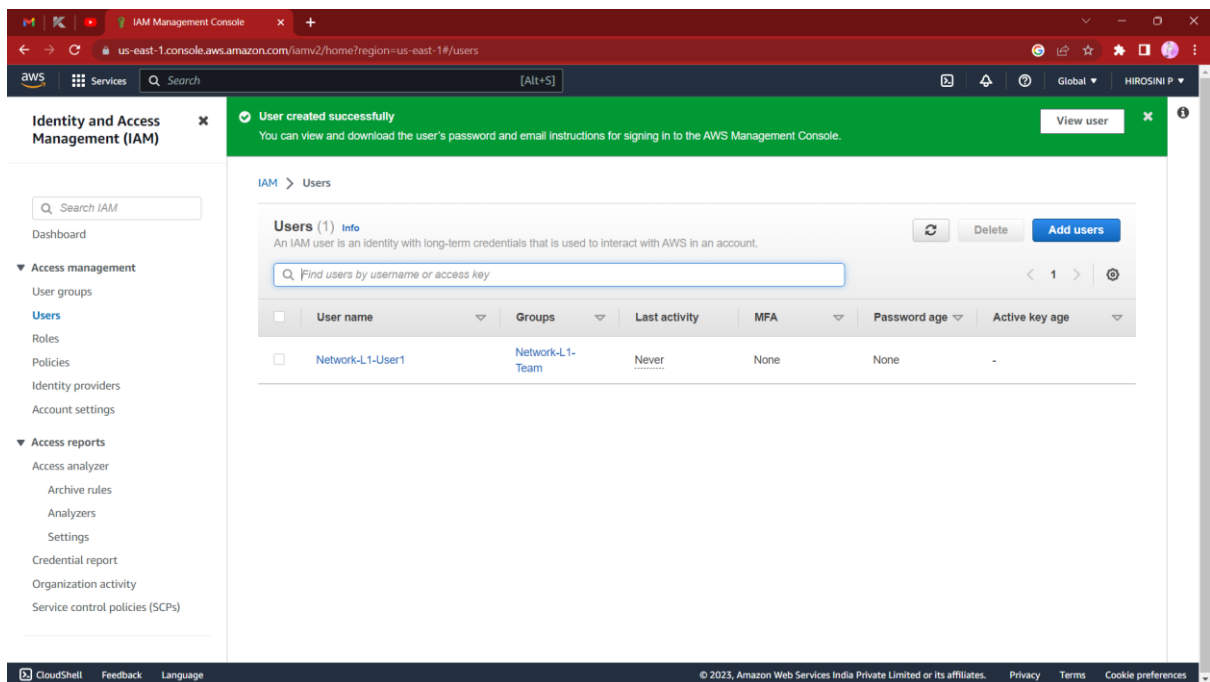 IAM Management Console
us-east-1.console.aws.amazon.com/iamv2/home?region=us-east-1#/users
aws
Services
Search
[Alt+S]
Global
HIROSINI P
Identity and Access
Management (IAM)
Search IAM
Dashboard
Access management
User groups
Users
Roles
Policies
Identity providers
Account settings
Access reports
Access analyzer
Archive rules
Analyzers
Settings
Credential report
Organization activity
Service control policies (SCPs)
User created successfully
You can view and download the user's password and email instructions for signing in to the AWS Management Console.
View user
IAM > Users
Users (1) Info
An IAM user is an identity with long-term credentials that is used to interact with AWS in an account.
Delete
Add users
Find users by username or access key
1
User name Groups Last activity MFA Password age Active key age
Network-L1-User1 Network-L1-Team Never None None -
CloudShell Feedback Language
© 2023, Amazon Web Services India Private Limited or its affiliates. Privacy Terms Cookie preferences